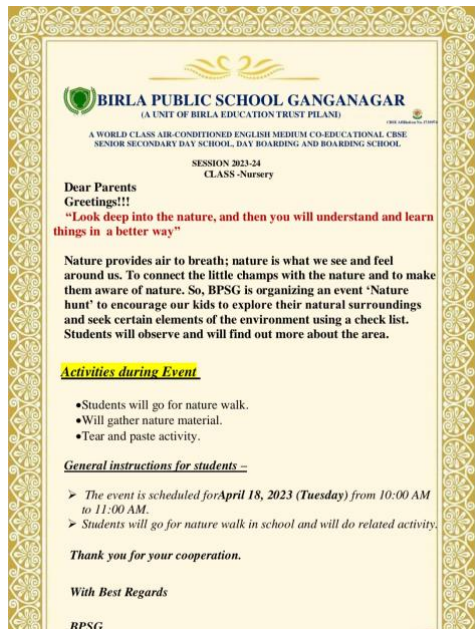 BIRLA PUBLIC SCHOOL GANGANAGAR
(A UNIT OF BIRLA EDUCATION TRUST PILANI)
A WORLD CLASS AIR-CONDITIONED ENGLISH MEDIUM CO-EDUCATIONAL CBSE
SENIOR SECONDARY DAY SCHOOL, DAY BOARDING AND BOARDING SCHOOL
SESSION 2023-24
CLASS -Nursery
Dear Parents
Greetings!!!
“Look deep into the nature, and then you will understand and learn
things in a better way”
Nature provides air to breath; nature is what we see and feel
around us. To connect the little champs with the nature and to make
them aware of nature. So, BPSG is organizing an event ‘Nature
hunt’ to encourage our kids to explore their natural surroundings
and seek certain elements of the environment using a check list.
Students will observe and will find out more about the area.
Activities during Event
•Students will go for nature walk.
•Will gather nature material.
•Tear and paste activity.
General instructions for students –
➢ The event is scheduled forApril 18, 2023 (Tuesday) from 10:00 AM
to 11:00 AM.
➢ Students will go for nature walk in school and will do related activity.
Thank you for your cooperation.
With Best Regards
BPSG